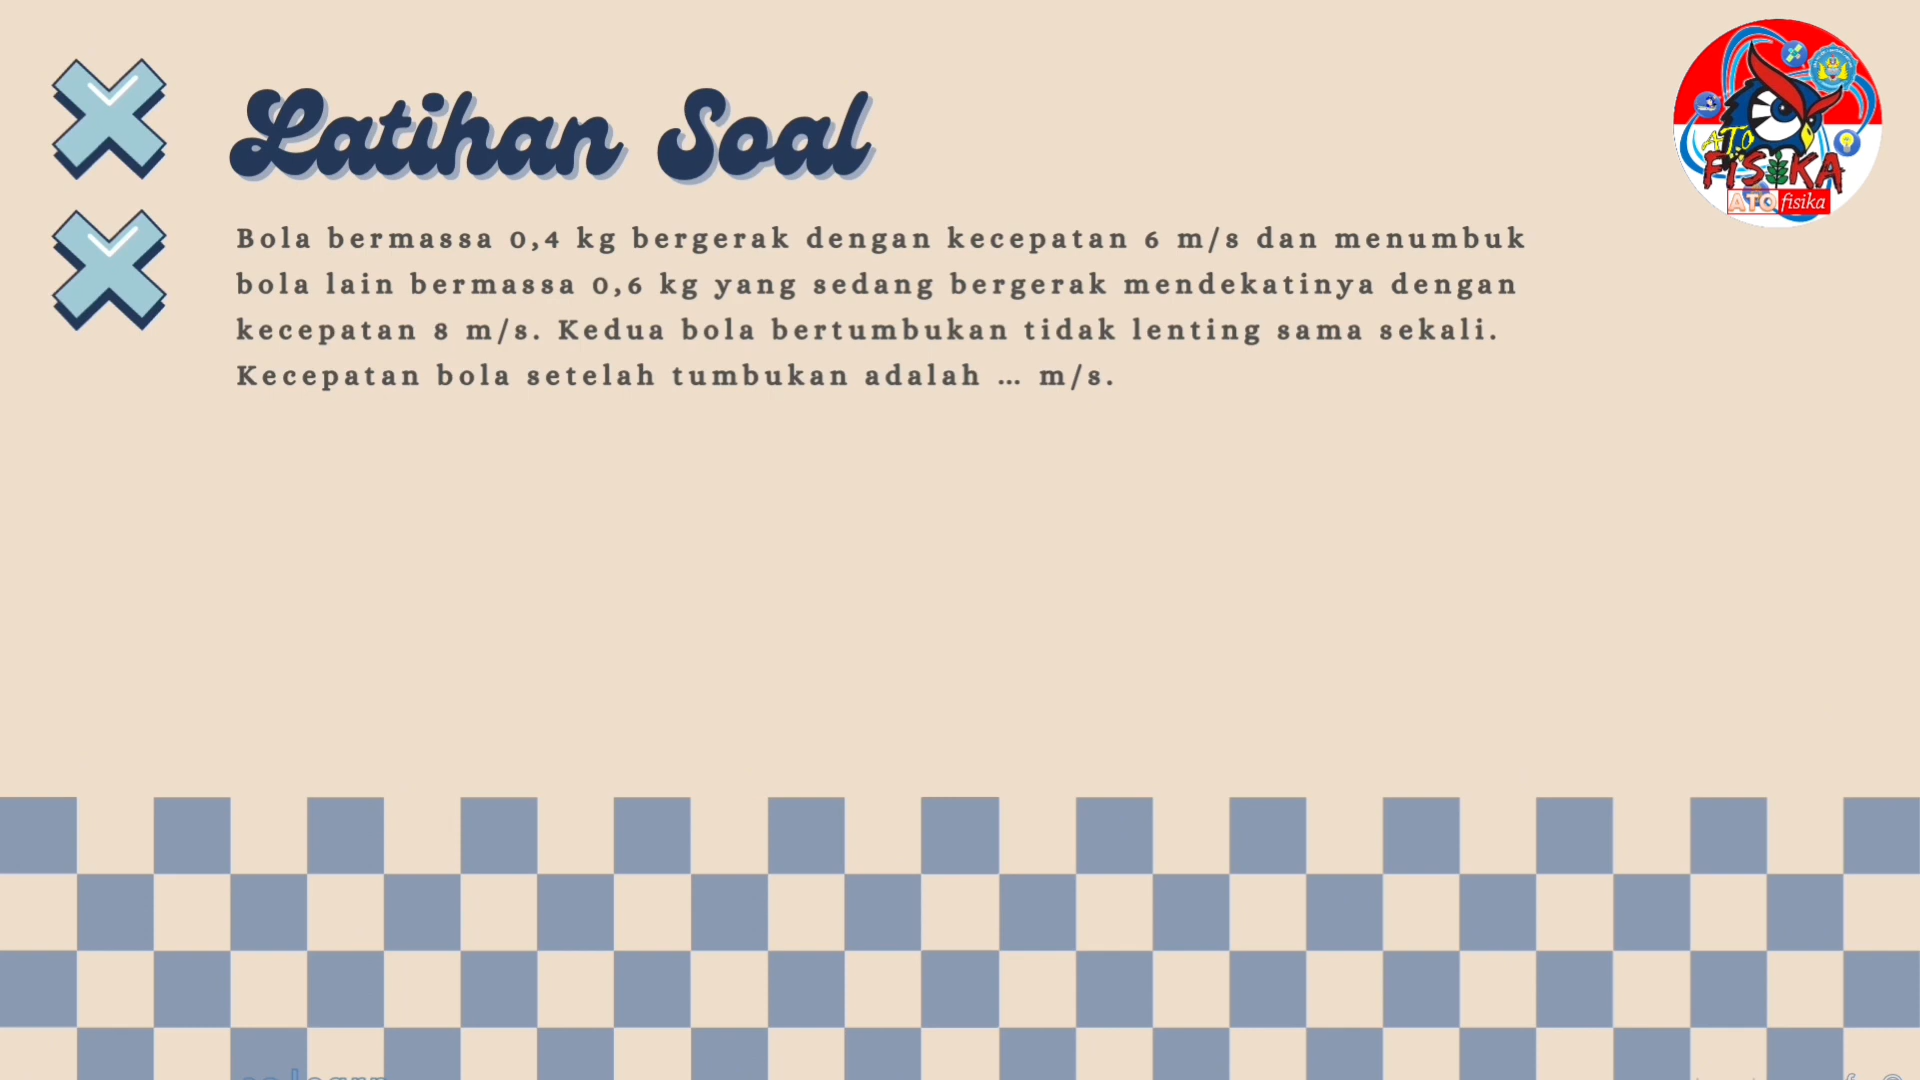 Latihan Soal
Bola bermassa 0,4 kg bergerak dengan kecepatan 6 m/s dan menumbuk
bola lain bermassa 0,6 kg yang sedang bergerak mendekatinya dengan
kecepatan 8 m/s. Kedua bola bertumbukan tidak lenting sama sekali.
Kecepatan bola setelah tumbukan adalah ... m/s.
ATO
FISIKA
ATO fisika